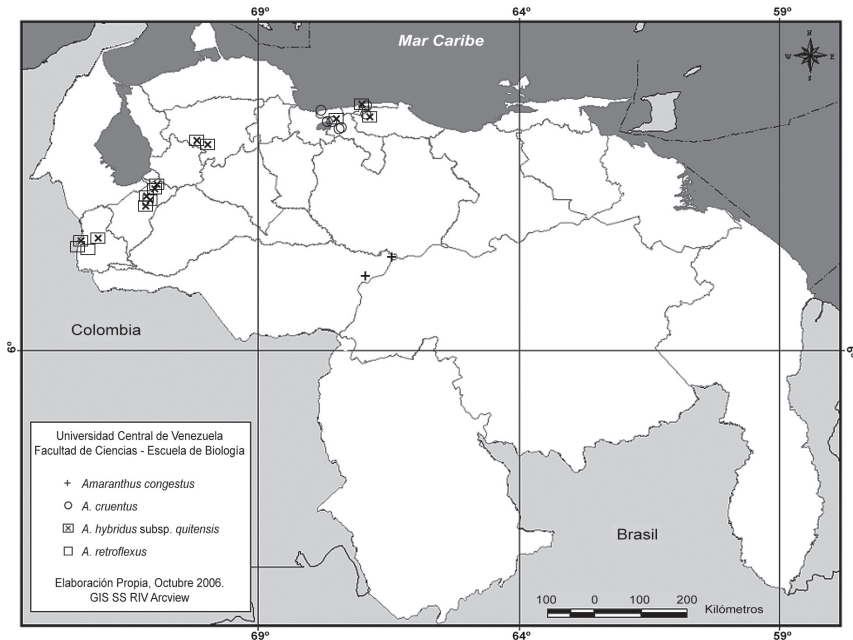 69º 64º 59º
Mar Caribe
N
W E
S
Colombia
6º
Universidad Central de Venezuela
Facultad de Ciencias - Escuela de Biología
Amaranthus congestus
A. cruentus
A. hybridus subsp. quitensis
A. retroflexus
Elaboración Propia, Octubre 2006.
GIS SS RIV Arcview
Brasil
100 0 100 200 Kilómetros
69º 64º 59º